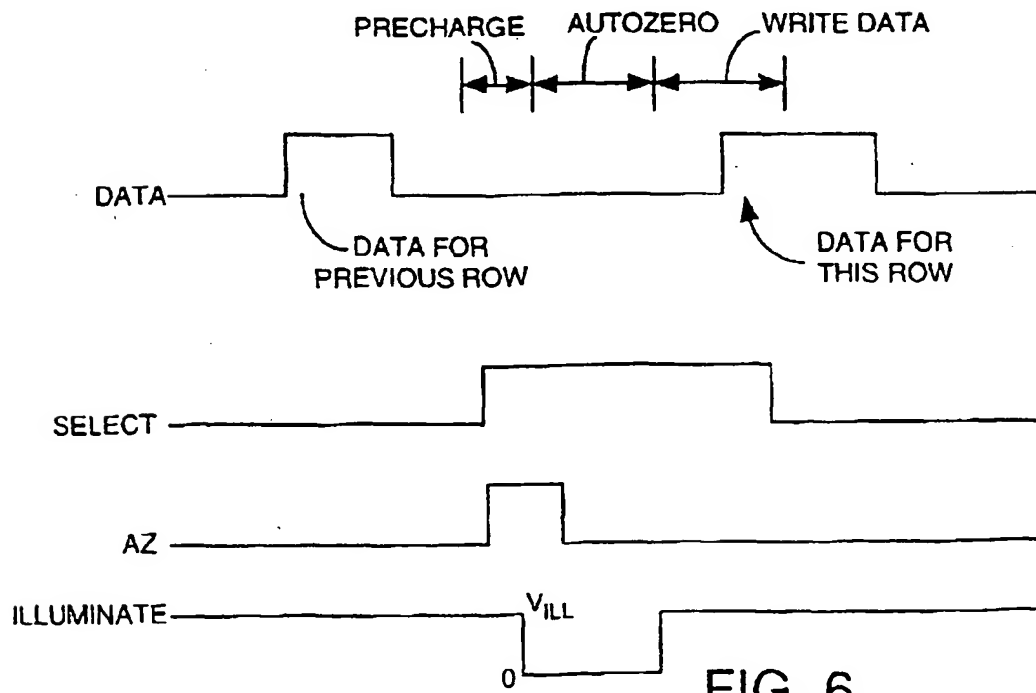 PRECHARGE AUTOZERO WRITE DATA
DATA
DATA FOR
PREVIOUS ROW
DATA FOR
THIS ROW
SELECT
AZ
ILLUMINATE
VILL
0
FIG. 6